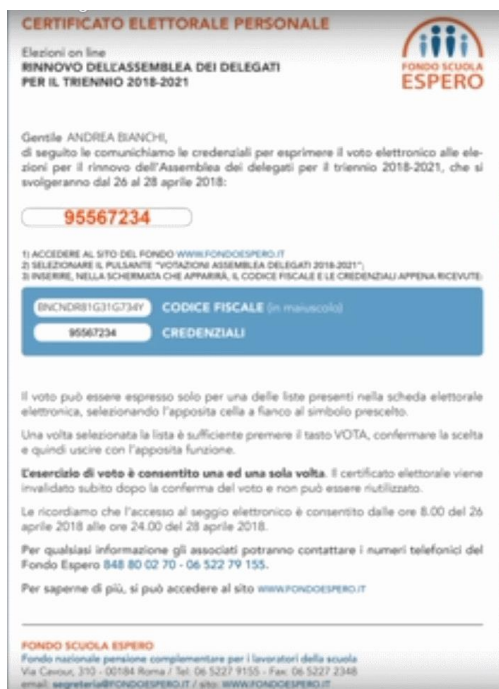 CERTIFICATO ELETTORALE PERSONALE
FONDO SCUOLA
ESPERO
Elezioni on line
RINNOVO DELL'ASSEMBLEA DEI DELEGATI
PER IL TRIENNIO 2018-2021
Gentile ANDREA BIANCHI,
di seguito le comunichiamo le credenziali per esprimere il voto elettronico alle ele-
zioni per il rinnovo dell'Assemblea dei delegati per il triennio 2018-2021, che si
svolgeranno dal 26 al 28 aprile 2018:
95567234
1) ACCEDERE AL SITO DEL FONDO WWW.FONDOESPERO.IT
2) SELEZIONARE IL PULSANTE "VOTAZIONI ASSEMBLEA DELEGATI 2018-2021";
3) INSERIRE, NELLA SCHERMATA CHE APPARIRÀ, IL CODICE FISCALE E LE CREDENZIALI APPENA RICEVUTE:
BNCNDR81G31G734Y CODICE FISCALE (in maiuscolo)
95567234 CREDENZIALI
Il voto può essere espresso solo per una delle liste presenti nella scheda elettorale
elettronica, selezionando l'apposita cella a fianco al simbolo prescelto.
Una volta selezionata la lista è sufficiente premere il tasto VOTA, confermare la scelta
e quindi uscire con l'apposita funzione.
L'esercizio di voto è consentito una ed una sola volta. Il certificato elettorale viene
invalidato subito dopo la conferma del voto e non può essere riutilizzato.
Le ricordiamo che l'accesso al seggio elettronico è consentito dalle ore 8.00 del 26
aprile 2018 alle ore 24.00 del 28 aprile 2018.
Per qualsiasi informazione gli associati potranno contattare i numeri telefonici del
Fondo Espero 848 80 02 70 - 06 522 79 155.
Per saperne di più, si può accedere al sito WWW.FONDOESPERO.IT
FONDO SCUOLA ESPERO
Fondo nazionale pensione complementare per i lavoratori della scuola
Via Cavour, 310 - 00184 Roma / Tel. 06 5227 9155 - Fax: 06 5227 2348
email: segreteria@FONDOESPERO.IT / sito: WWW.FONDOESPERO.IT